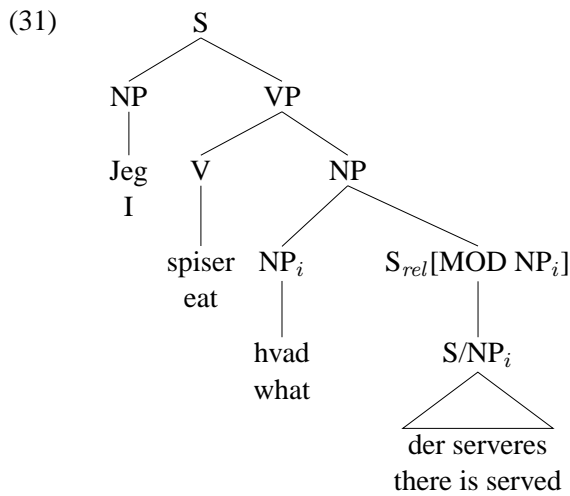 (31) S
NP VP
Jeg V NP
I
spiser NP_i S_rel[MOD NP_i]
eat
hvad S/NP_i
what
der serveres
there is served